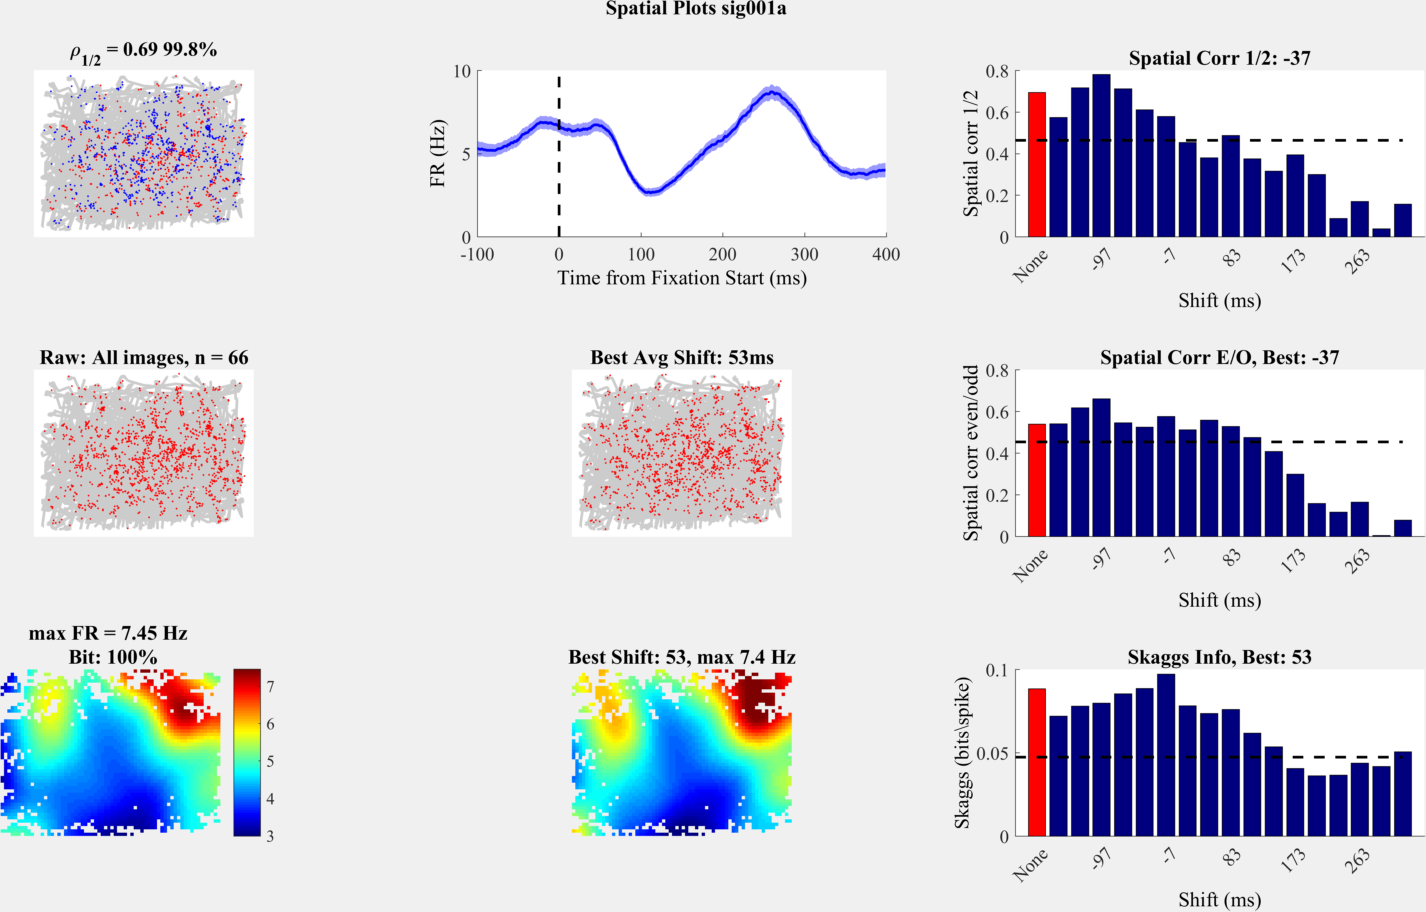 Spatial Plots sig001a
ρ1/2 = 0.69 99.8%
10
5
0
FR (Hz)
-100 0 100 200 300 400
Time from Fixation Start (ms)
Spatial Corr 1/2: -37
0.8
0.6
0.4
0.2
0
Spatial corr 1/2
None -97 -7 83 173 263
Shift (ms)
Raw: All images, n = 66
Best Avg Shift: 53ms
Spatial Corr E/O, Best: -37
0.8
0.6
0.4
0.2
0
Spatial corr even/odd
None -97 -7 83 173 263
Shift (ms)
max FR = 7.45 Hz
Bit: 100%
7
6
5
4
3
Best Shift: 53, max 7.4 Hz
Skaggs Info, Best: 53
0.1
0.05
0
Skaggs (bits\spike)
None -97 -7 83 173 263
Shift (ms)